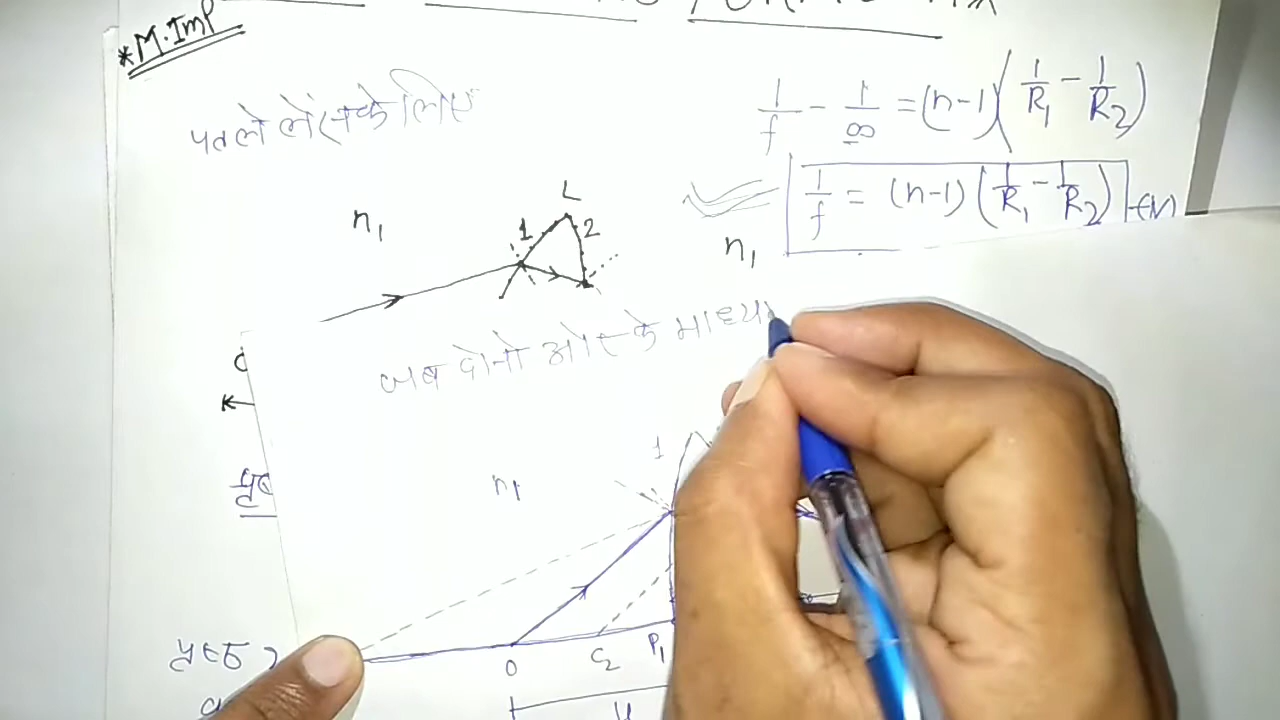 *M.Imp
पतले लेंस के लिए
1/f - 1/∞ = (n-1)(1/R₁ - 1/R₂)
1/f = (n-1)(1/R₁ - 1/R₂)
n₁
L
1
2
n₁
जब दोनो ओर के माध्यम
1
n₁
पृष्ठ
O
C₂
P₁
u